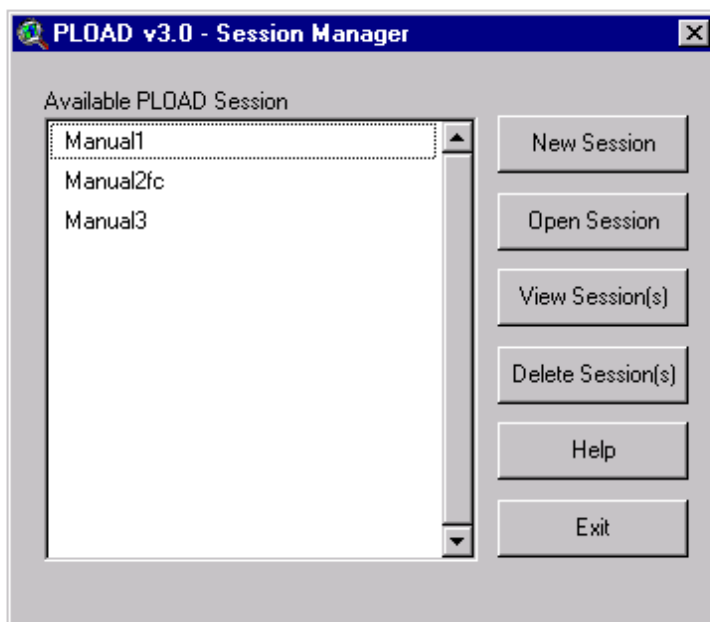 PLOAD v3.0 - Session Manager
Available PLOAD Session
Manual1
Manual2fc
Manual3
New Session
Open Session
View Session(s)
Delete Session(s)
Help
Exit